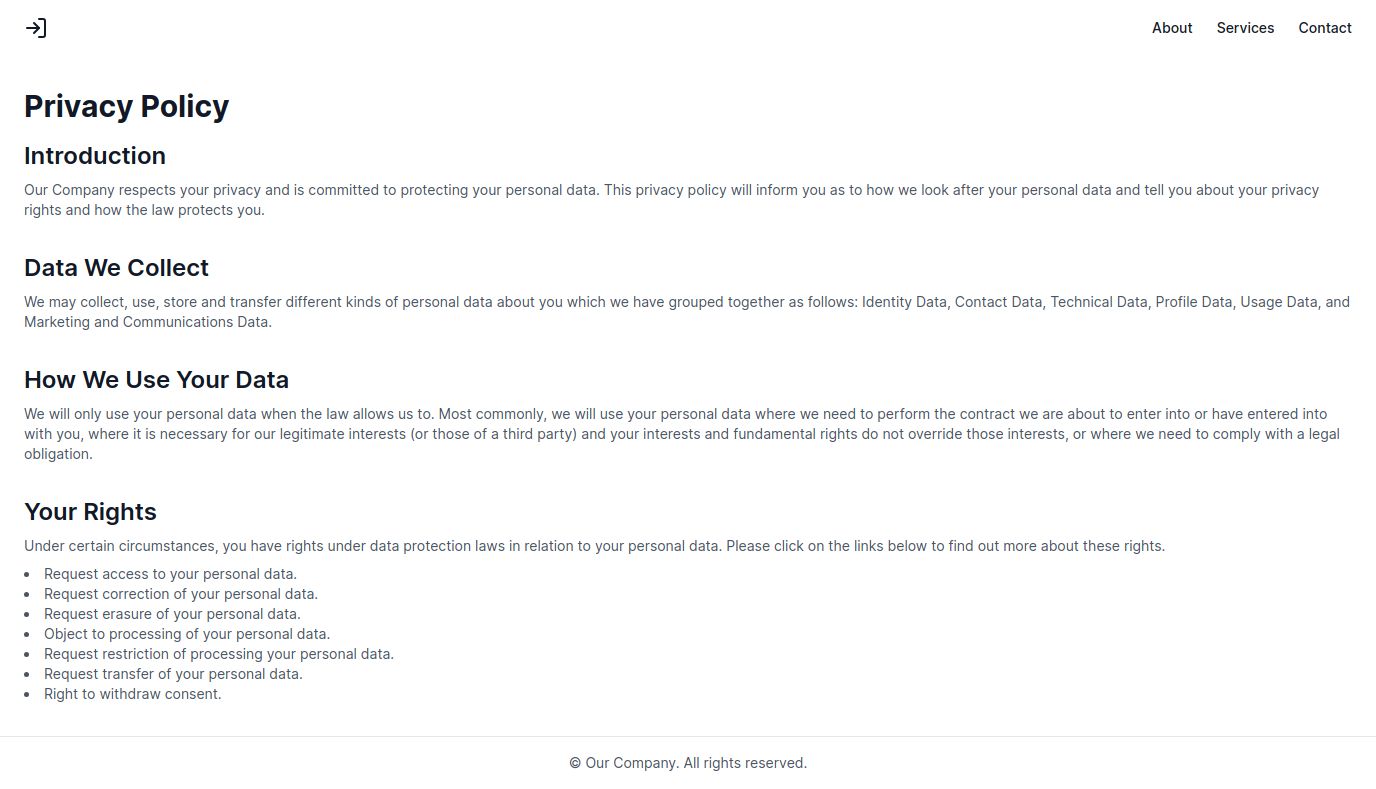 About Services Contact
Privacy Policy
Introduction
Our Company respects your privacy and is committed to protecting your personal data. This privacy policy will inform you as to how we look after your personal data and tell you about your privacy
rights and how the law protects you.
Data We Collect
We may collect, use, store and transfer different kinds of personal data about you which we have grouped together as follows: Identity Data, Contact Data, Technical Data, Profile Data, Usage Data, and
Marketing and Communications Data.
How We Use Your Data
We will only use your personal data when the law allows us to. Most commonly, we will use your personal data where we need to perform the contract we are about to enter into or have entered into
with you, where it is necessary for our legitimate interests (or those of a third party) and your interests and fundamental rights do not override those interests, or where we need to comply with a legal
obligation.
Your Rights
Under certain circumstances, you have rights under data protection laws in relation to your personal data. Please click on the links below to find out more about these rights.
• Request access to your personal data.
• Request correction of your personal data.
• Request erasure of your personal data.
• Object to processing of your personal data.
• Request restriction of processing your personal data.
• Request transfer of your personal data.
• Right to withdraw consent.
© Our Company. All rights reserved.